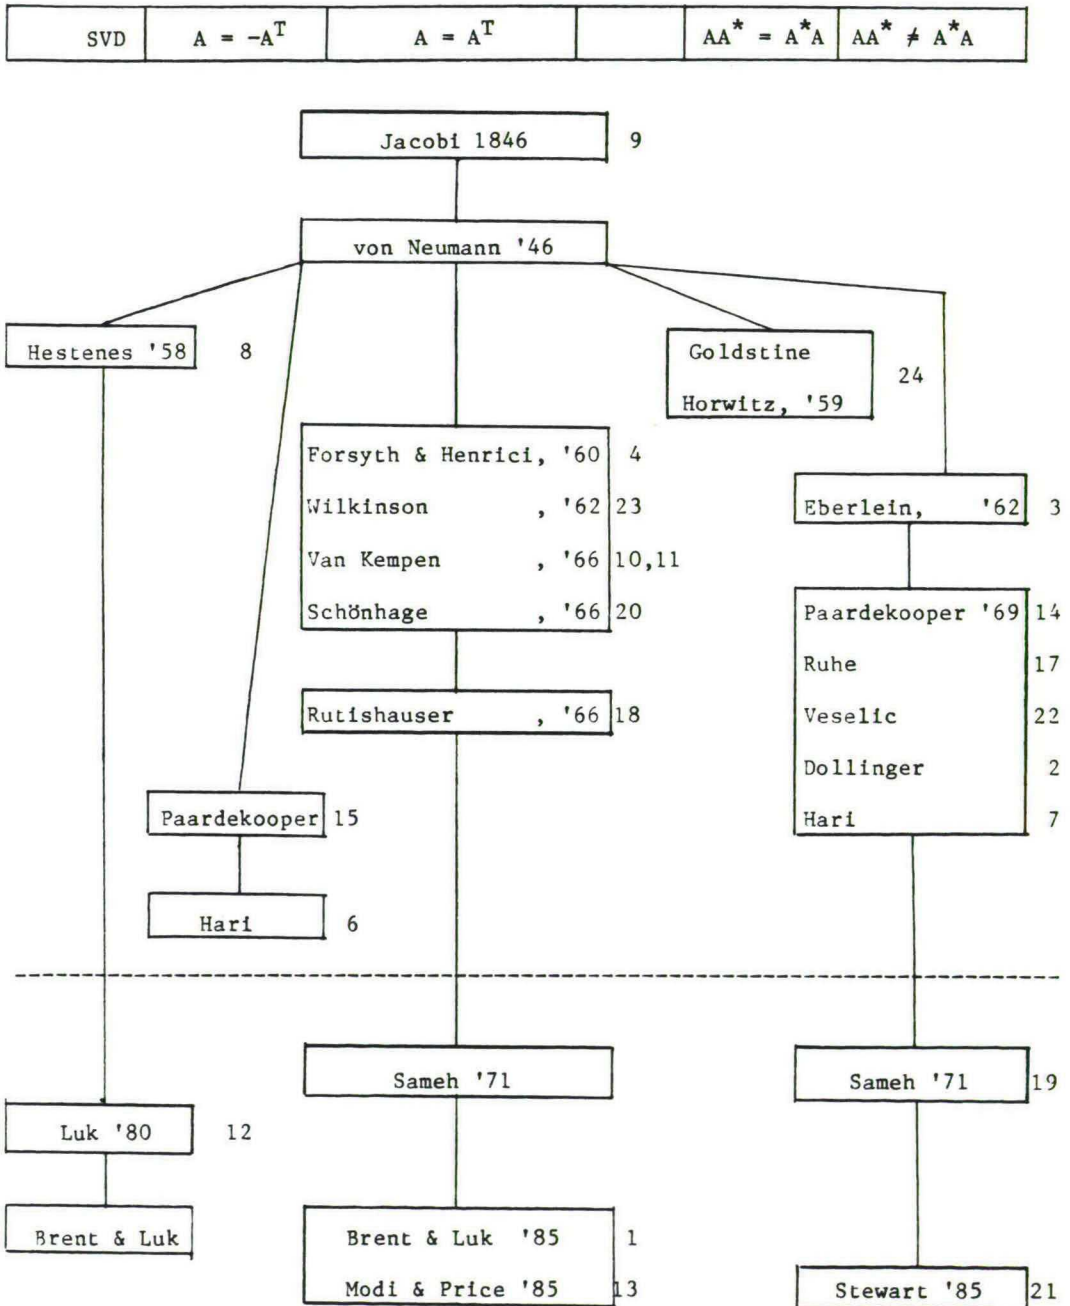 SVD A = -A^T A = A^T AA* = A*A AA* ≠ A*A
Jacobi 1846 9
von Neumann '46
Hestenes '58 8
Goldstine
24
Horwitz, '59
Forsyth & Henrici, '60 4
Wilkinson , '62 23
Van Kempen , '66 10,11
Schönhage , '66 20
Eberlein, '62 3
Paardekooper '69 14
Ruhe 17
Veselic 22
Dollinger 2
Hari 7
Rutishauser , '66 18
Paardekooper 15
Hari 6
Sameh '71
Sameh '71 19
Luk '80 12
Brent & Luk
Brent & Luk '85 1
Modi & Price '85 13
Stewart '85 21